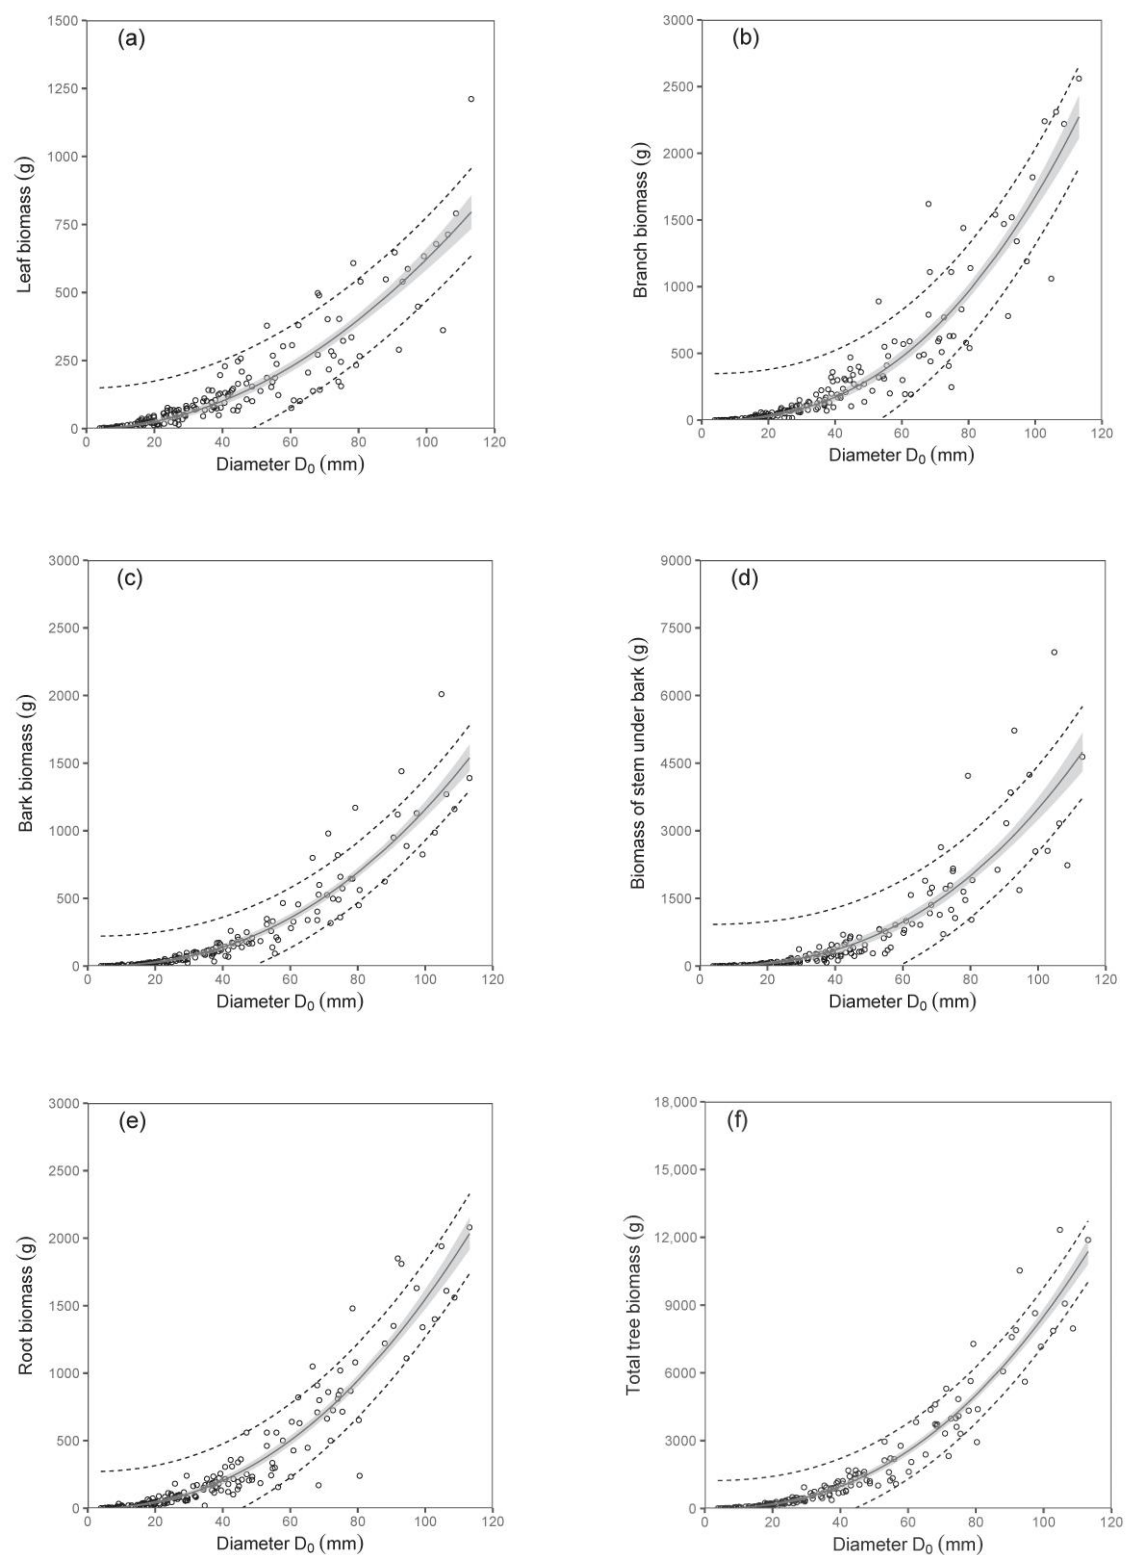 (a)
Leaf biomass (g)
1500
1250
1000
750
500
250
0
0 20 40 60 80 100 120
Diameter D₀ (mm)
(b)
Branch biomass (g)
3000
2500
2000
1500
1000
500
0
0 20 40 60 80 100 120
Diameter D₀ (mm)
(c)
Bark biomass (g)
3000
2500
2000
1500
1000
500
0
0 20 40 60 80 100 120
Diameter D₀ (mm)
(d)
Biomass of stem under bark (g)
9000
7500
6000
4500
3000
1500
0
0 20 40 60 80 100 120
Diameter D₀ (mm)
(e)
Root biomass (g)
3000
2500
2000
1500
1000
500
0
0 20 40 60 80 100 120
Diameter D₀ (mm)
(f)
Total tree biomass (g)
18,000
15,000
12,000
9000
6000
3000
0
0 20 40 60 80 100 120
Diameter D₀ (mm)